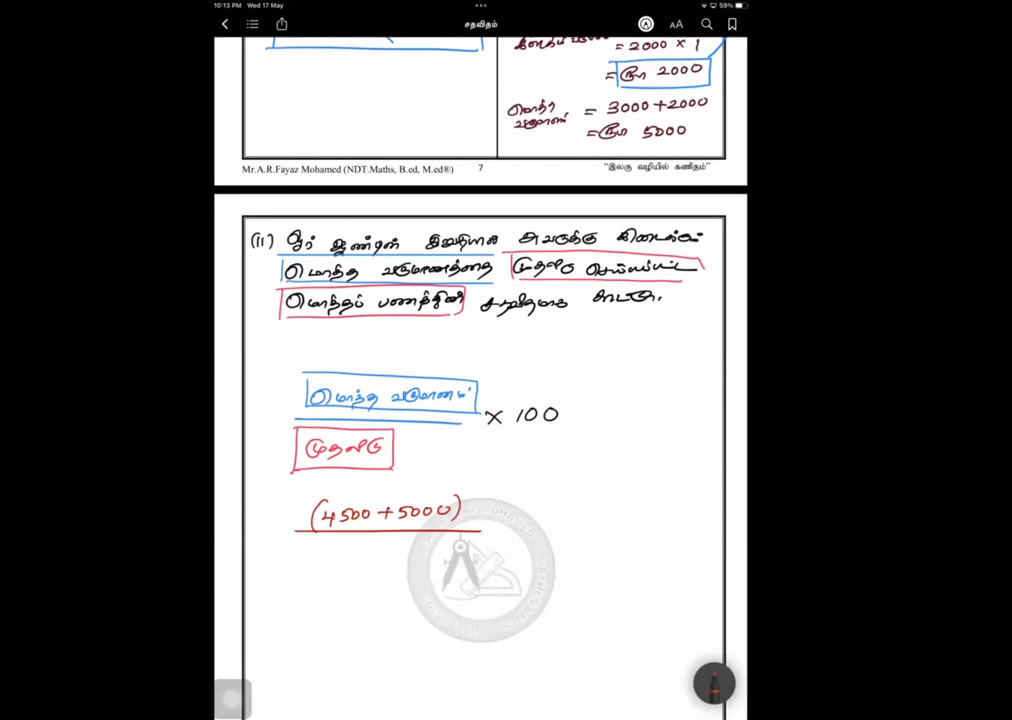 10:13 PM Wed 17 May
59%
சதவிதம்
AA
= 2000 × 1
= ரூபா 2000
மொத்த = 3000 + 2000
வருமானம் = ரூபா 5000
Mr.A.R.Fayaz Mohamed (NDT.Maths, B.ed, M.ed®) 7 "இலகு வழியில் கணிதம்"
(ii) ஓர் ஆண்டின் இறுதியில் அவருக்கு கிடைக்கும்
மொத்த வருமானத்தை முதலீடு செய்யப்பட்ட
மொத்தப் பணத்தின் சதவீதமாக காட்டுக.
மொத்த வருமானம்
× 100
முதலீடு
(4500 + 5000)